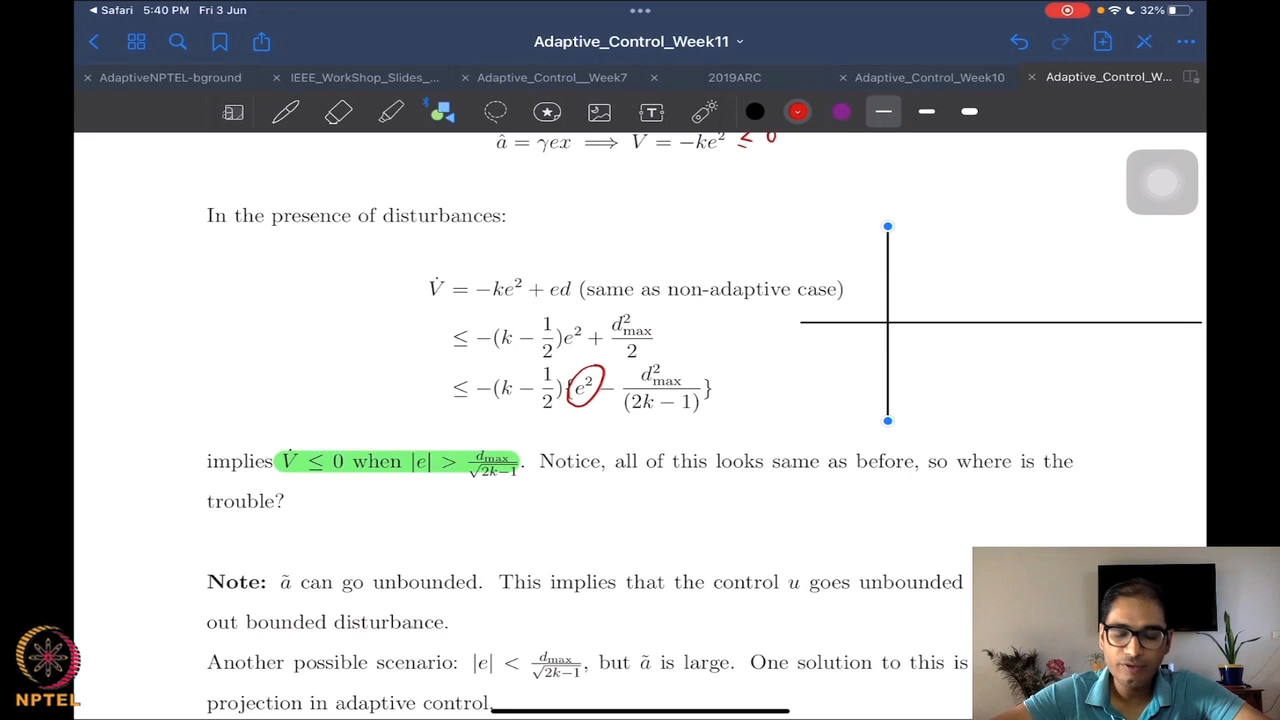 Safari 5:40 PM Fri 3 Jun ••• 32%
Adaptive_Control_Week11
AdaptiveNPTEL-bground IEEE_WorkShop_Slides_... Adaptive_Control__Week7 2019ARC Adaptive_Control_Week10 Adaptive_Control_W...
â = γex ⟹ V = −ke² ≤ 0
In the presence of disturbances:
V̇ = −ke² + ed (same as non-adaptive case)
≤ −(k − 1/2)e² + d²max/2
≤ −(k − 1/2){e² − d²max/(2k − 1)}
implies V̇ ≤ 0 when |e| > dmax/√2k−1. Notice, all of this looks same as before, so where is the
trouble?
Note: ã can go unbounded. This implies that the control u goes unbounded
out bounded disturbance.
Another possible scenario: |e| < dmax/√2k−1, but ã is large. One solution to this is
projection in adaptive control.
NPTEL